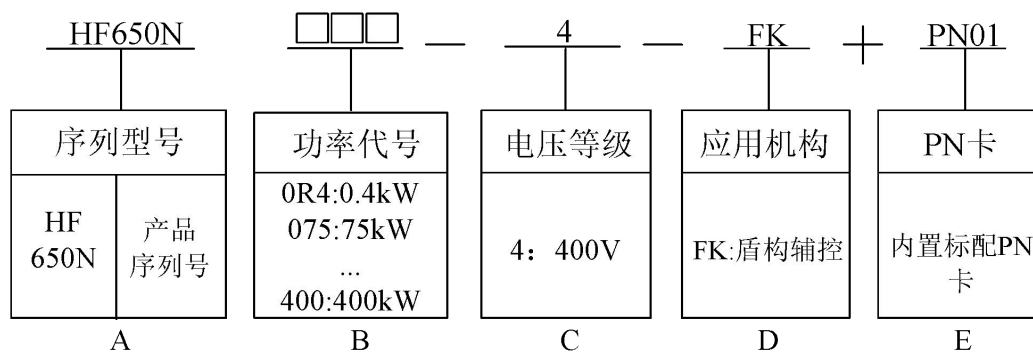 HF650N □□□ — 4 — FK + PN01
序列型号
HF
650N
产品
序列号
功率代号
0R4:0.4kW
075:75kW
...
400:400kW
电压等级
4：400V
应用机构
FK:盾构辅控
PN卡
内置标配PN
卡
A B C D E